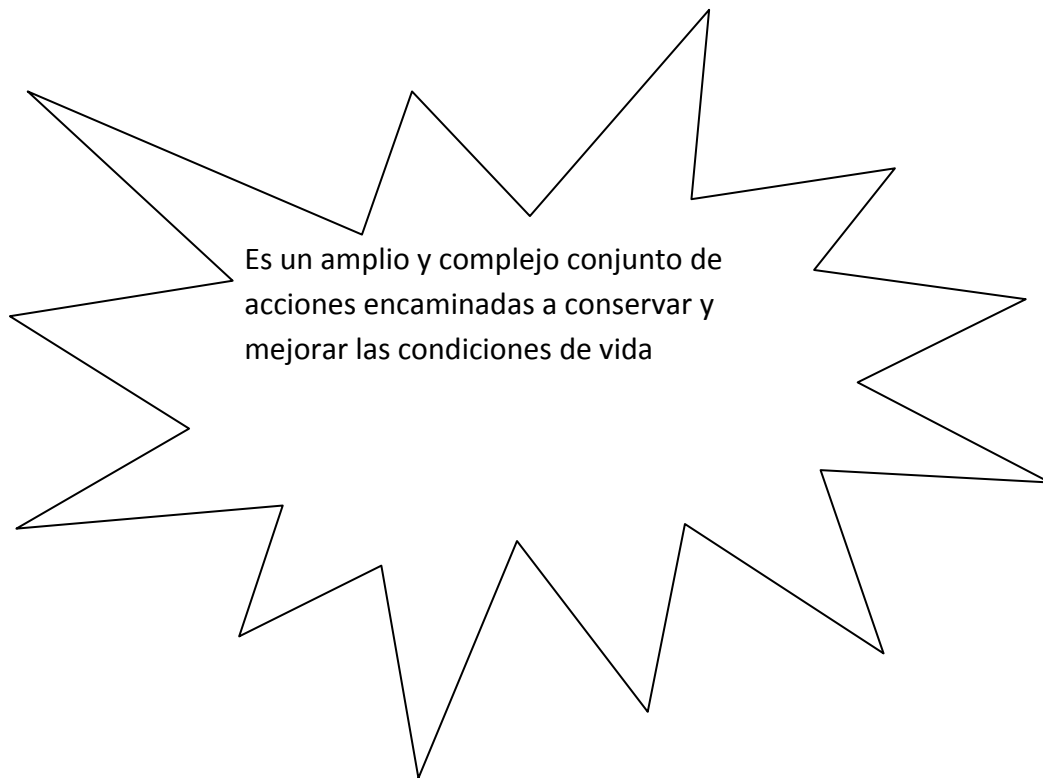 Es un amplio y complejo conjunto de
acciones encaminadas a conservar y
mejorar las condiciones de vida